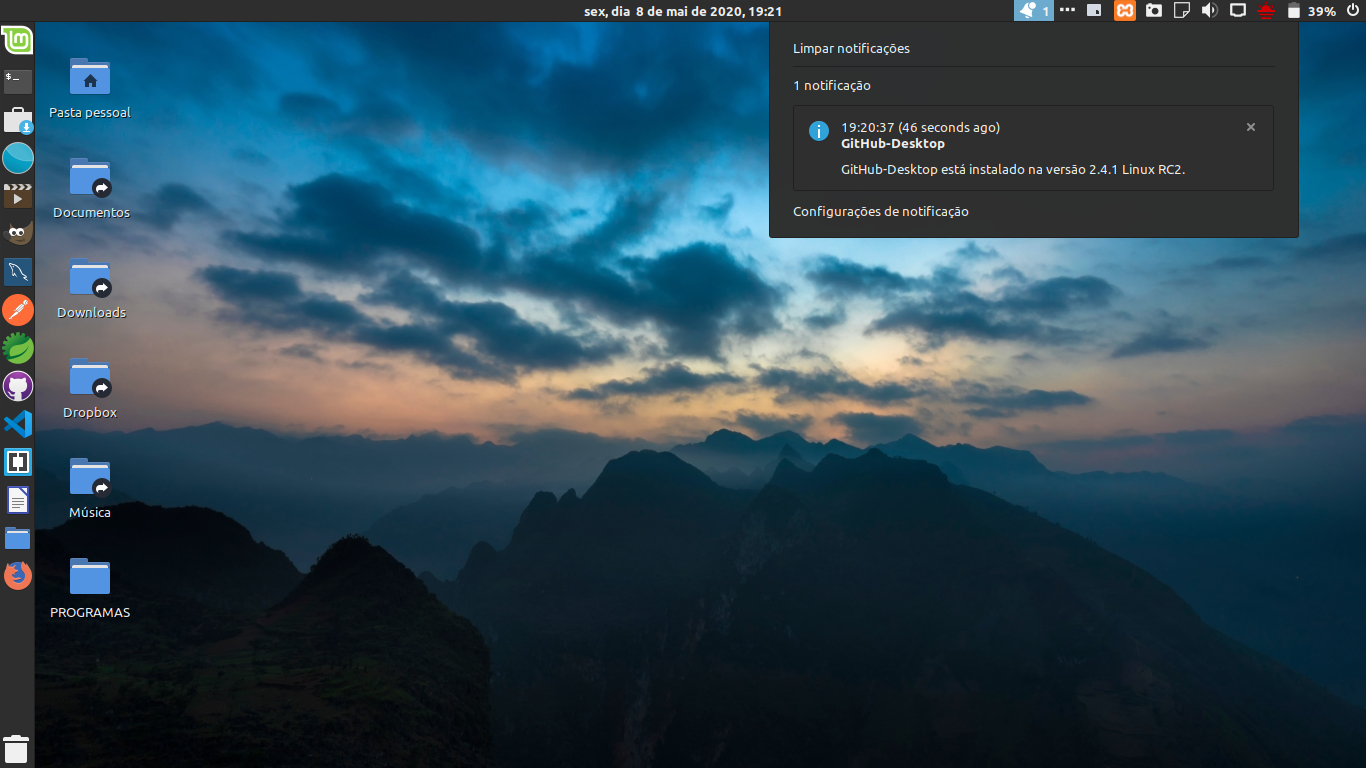 sex, dia 8 de mai de 2020, 19:21
1
39%
Limpar notificações
1 notificação
19:20:37 (46 seconds ago)
GitHub-Desktop
GitHub-Desktop está instalado na versão 2.4.1 Linux RC2.
Configurações de notificação
Pasta pessoal
Documentos
Downloads
Dropbox
Música
PROGRAMAS